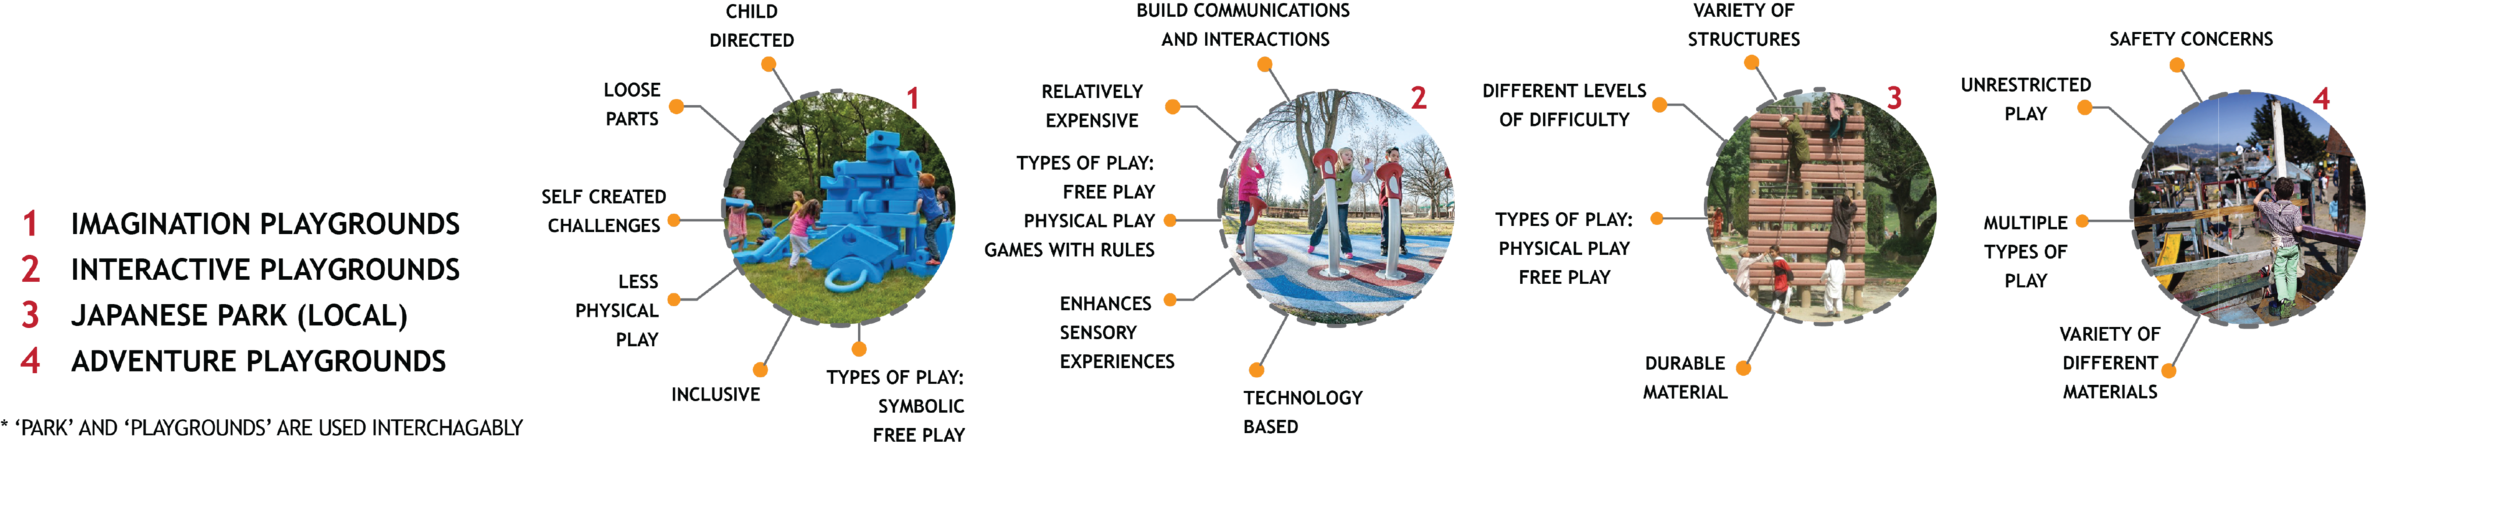 1 IMAGINATION PLAYGROUNDS
2 INTERACTIVE PLAYGROUNDS
3 JAPANESE PARK (LOCAL)
4 ADVENTURE PLAYGROUNDS
* ‘PARK’ AND ‘PLAYGROUNDS’ ARE USED INTERCHAGABLY
CHILD
DIRECTED
1
LOOSE
PARTS
SELF CREATED
CHALLENGES
LESS
PHYSICAL
PLAY
INCLUSIVE
TYPES OF PLAY:
SYMBOLIC
FREE PLAY
BUILD COMMUNICATIONS
AND INTERACTIONS
2
RELATIVELY
EXPENSIVE
TYPES OF PLAY:
FREE PLAY
PHYSICAL PLAY
GAMES WITH RULES
ENHANCES
SENSORY
EXPERIENCES
TECHNOLOGY
BASED
VARIETY OF
STRUCTURES
3
DIFFERENT LEVELS
OF DIFFICULTY
TYPES OF PLAY:
PHYSICAL PLAY
FREE PLAY
DURABLE
MATERIAL
SAFETY CONCERNS
4
UNRESTRICTED
PLAY
MULTIPLE
TYPES OF
PLAY
VARIETY OF
DIFFERENT
MATERIALS